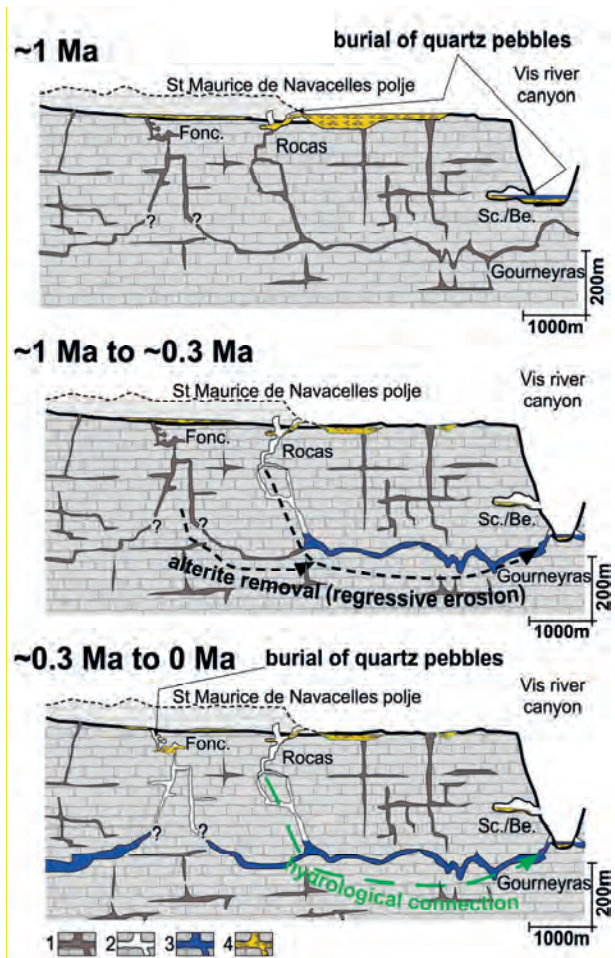 ~1 Ma
burial of quartz pebbles
St Maurice de Navacelles polje
Vis river
canyon
Fonc.
Rocas
Sc./Be.
? ?
Gourneyras
200m
1000m
~1 Ma to ~0.3 Ma
St Maurice de Navacelles polje
Vis river
canyon
Fonc.
Rocas
Sc./Be.
? ?
Gourneyras
alterite removal (regressive erosion)
200m
1000m
~0.3 Ma to 0 Ma
burial of quartz pebbles
St Maurice de Navacelles polje
Vis river
canyon
Fonc.
Rocas
Sc./Be.
? ?
Gourneyras
hydrological connection
200m
1000m
1 2 3 4